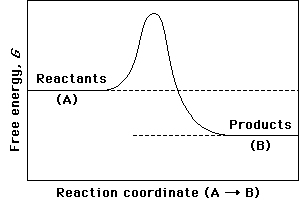 Reactants
(A)
Free energy, G
Products
(B)
Reaction coordinate (A → B)